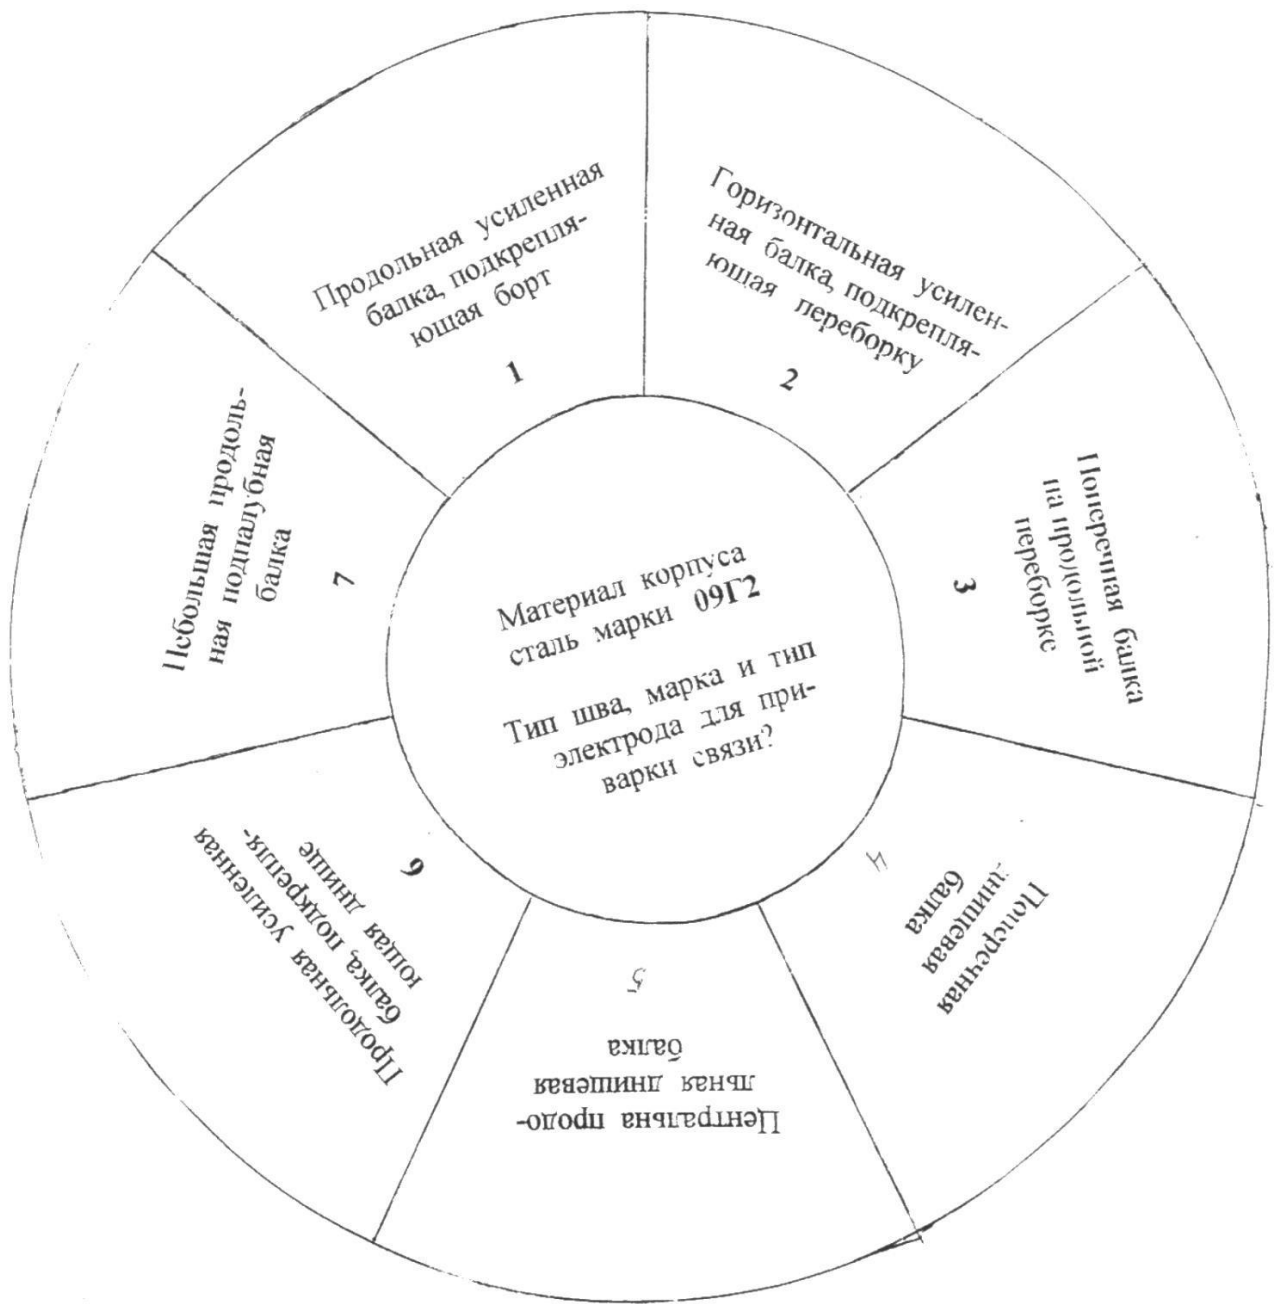 Продольная усиленная
балка, подкрепля-
ющая борт
1
Горизонтальная усилен-
ная балка, подкрепля-
ющая переборку
2
Поперечная балка
на продольной
переборке
3
Поперечная
днищевая
балка
4
Центральна продо-
льная днищевая
балка
5
Продольная усиленная
балка, подкрепля-
ющая днище
6
Небольшая продоль-
ная подпалубная
балка
7
Материал корпуса
сталь марки 09Г2
Тип шва, марка и тип
электрода для при-
варки связи?